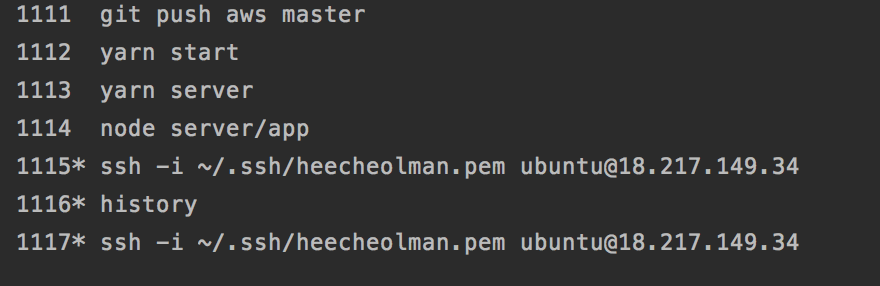 1111  git push aws master
1112  yarn start
1113  yarn server
1114  node server/app
1115* ssh -i ~/.ssh/heecheolman.pem ubuntu@18.217.149.34
1116* history
1117* ssh -i ~/.ssh/heecheolman.pem ubuntu@18.217.149.34